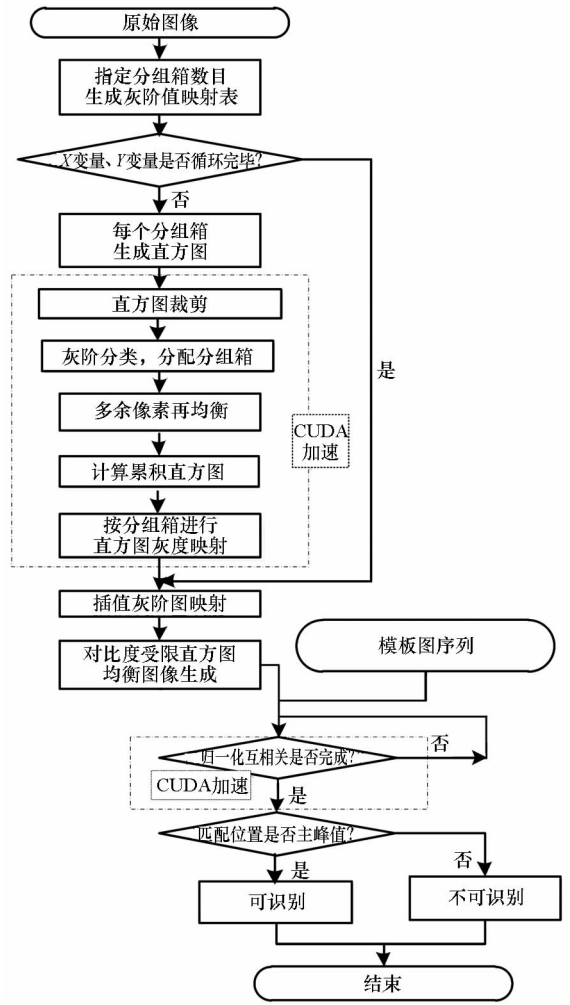 原始图像
指定分组箱数目
生成灰阶值映射表
X变量、Y变量是否循环完毕?
否
每个分组箱
生成直方图
直方图裁剪
灰阶分类，分配分组箱
是
多余像素再均衡
CUDA
加速
计算累积直方图
按分组箱进行
直方图灰度映射
插值灰阶图映射
对比度受限直方图
均衡图像生成
模板图序列
归一化互相关是否完成?
否
CUDA加速
是
匹配位置是否主峰值?
否
是
可识别
不可识别
结束